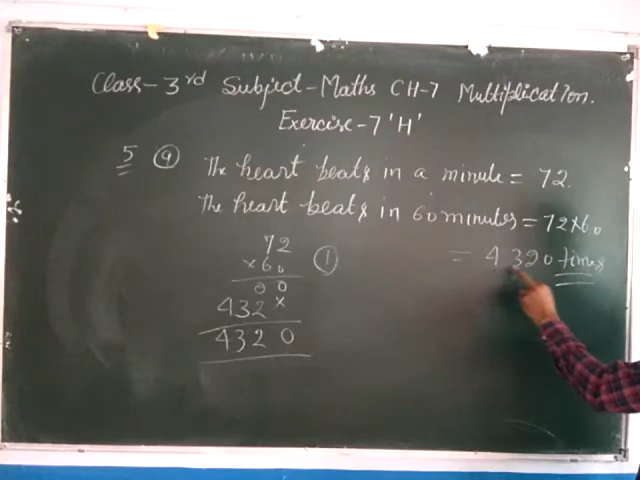 Class-3rd Subject-Maths CH-7 Multiplication.
Exercise-7'H'
5 (9) The heart beats in a minute = 72.
The heart beats in 60 minutes = 72×60
= 4320 times
72
×60 (1)
00
432×
4320